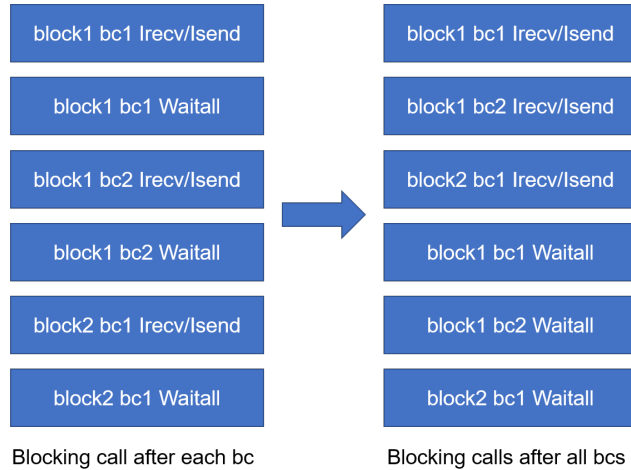 block1 bc1 Irecv/Isend
block1 bc1 Waitall
block1 bc2 Irecv/Isend
block1 bc2 Waitall
block2 bc1 Irecv/Isend
block2 bc1 Waitall
Blocking call after each bc
block1 bc1 Irecv/Isend
block1 bc2 Irecv/Isend
block2 bc1 Irecv/Isend
block1 bc1 Waitall
block1 bc2 Waitall
block2 bc1 Waitall
Blocking calls after all bcs